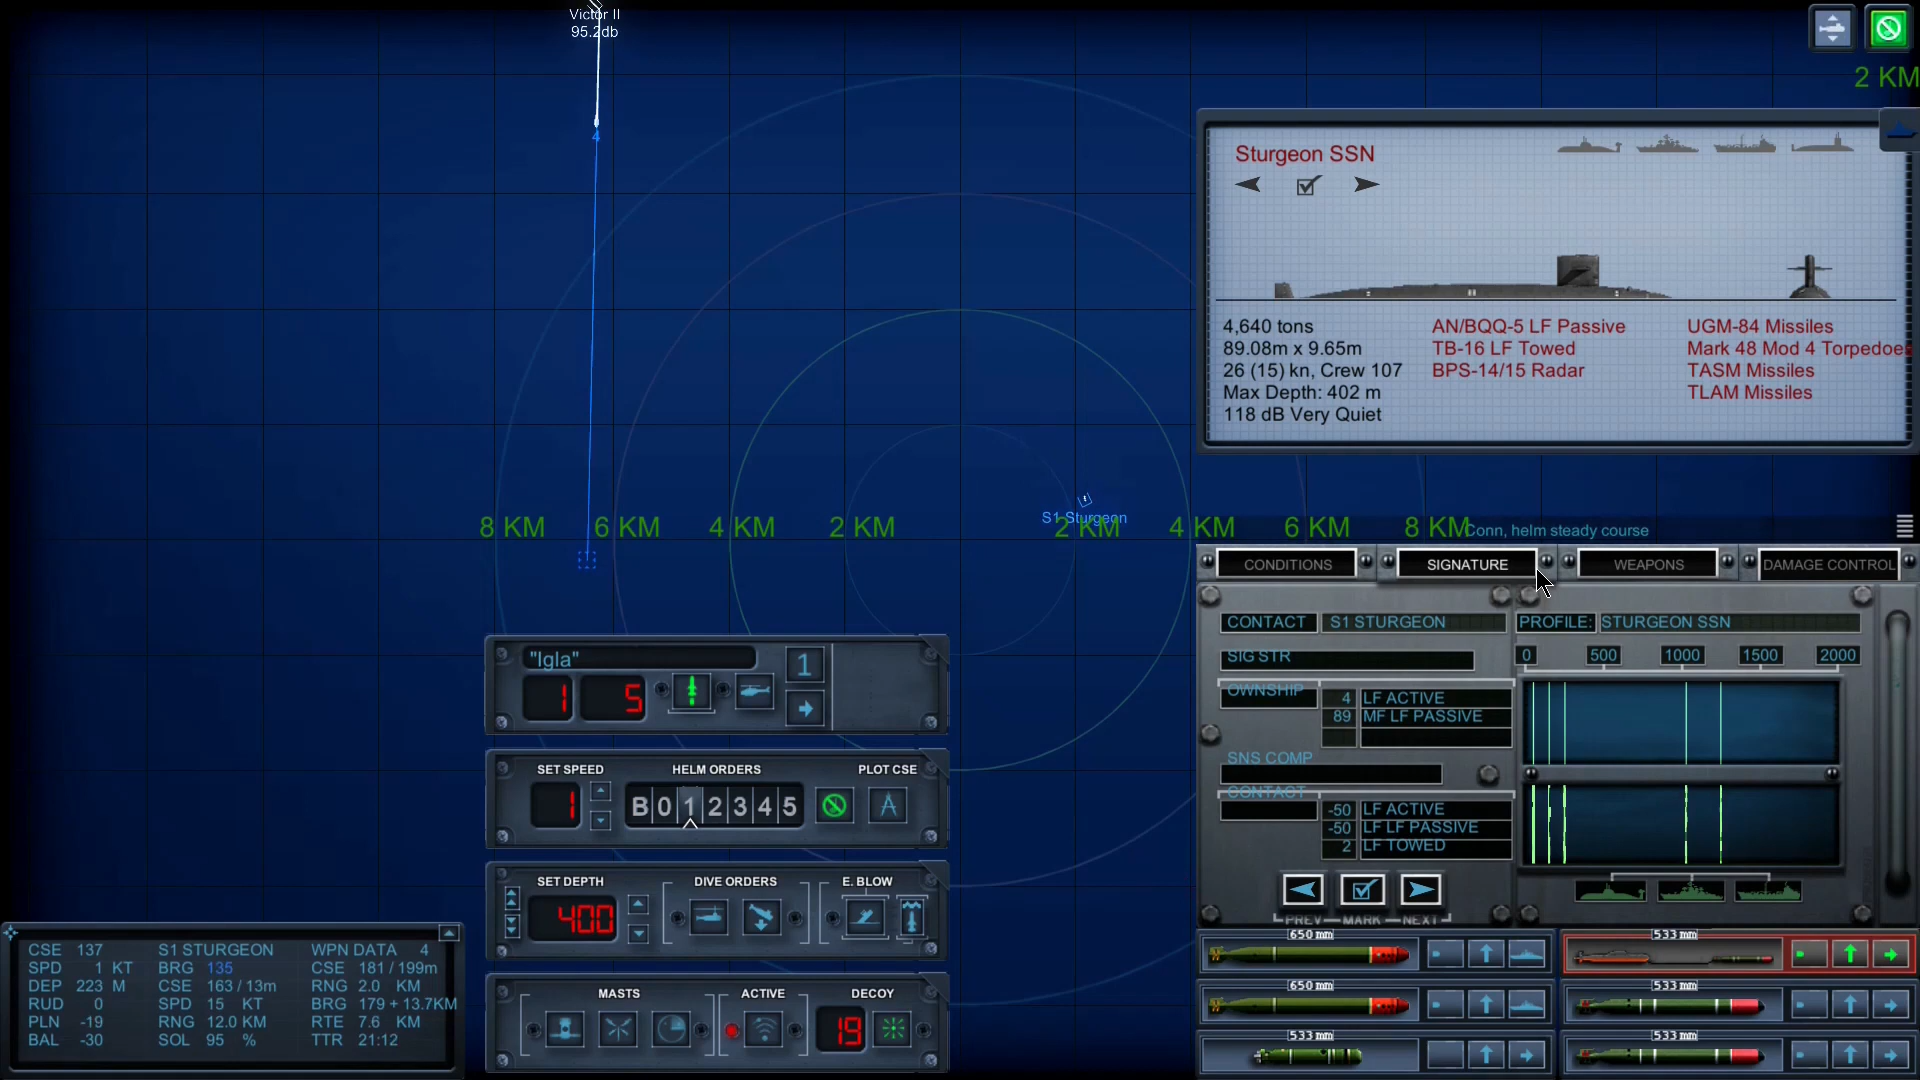 Victor II
95.2db
2 KM
4
Sturgeon SSN
4,640 tons
89.08m x 9.65m
26 (15) kn, Crew 107
Max Depth: 402 m
118 dB Very Quiet
AN/BQQ-5 LF Passive
TB-16 LF Towed
BPS-14/15 Radar
UGM-84 Missiles
Mark 48 Mod 4 Torpedoes
TASM Missiles
TLAM Missiles
8 KM 6 KM 4 KM 2 KM 2 KM 4 KM 6 KM 8 KM
S1 Sturgeon
Conn, helm steady course
CONDITIONS SIGNATURE WEAPONS DAMAGE CONTROL
CONTACT S1 STURGEON PROFILE: STURGEON SSN
SIG STR
0 500 1000 1500 2000
OWNSHIP
4 LF ACTIVE
89 MF LF PASSIVE
SNS COMP
CONTACT
-50 LF ACTIVE
-50 LF LF PASSIVE
2 LF TOWED
PREV MARK NEXT
"Igla" 1
1 5
SET SPEED HELM ORDERS PLOT CSE
1 B 0 1 2 3 4 5
SET DEPTH DIVE ORDERS E. BLOW
400
MASTS ACTIVE DECOY
19
CSE 137 S1 STURGEON WPN DATA 4
SPD 1 KT BRG 135 CSE 181 / 199m
DEP 223 M CSE 163 / 13m RNG 2.0 KM
RUD 0 SPD 15 KT BRG 179 + 13.7KM
PLN -19 RNG 12.0 KM RTE 7.6 KM
BAL -30 SOL 95 % TTR 21:12
650 mm 533 mm
650 mm 533 mm
533 mm 533 mm